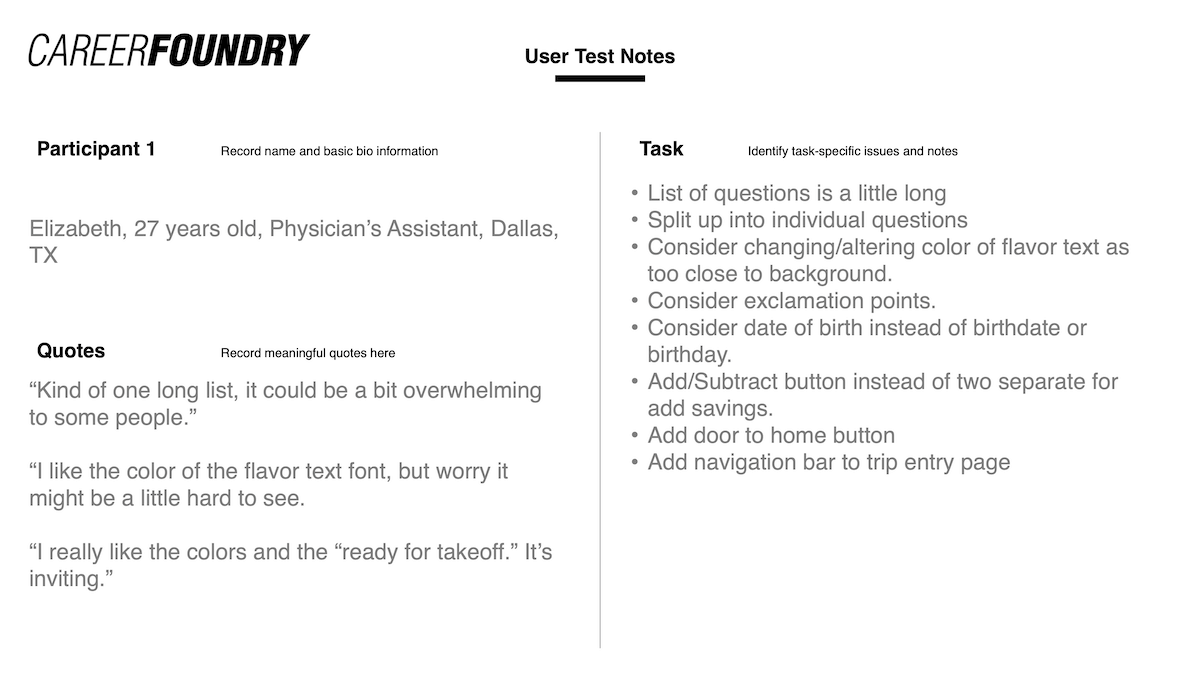 CAREERFOUNDRY
User Test Notes
Participant 1 Record name and basic bio information
Elizabeth, 27 years old, Physician’s Assistant, Dallas,
TX
Quotes Record meaningful quotes here
“Kind of one long list, it could be a bit overwhelming
to some people.”
“I like the color of the flavor text font, but worry it
might be a little hard to see.
“I really like the colors and the “ready for takeoff.” It’s
inviting.”
Task Identify task-specific issues and notes
• List of questions is a little long
• Split up into individual questions
• Consider changing/altering color of flavor text as
too close to background.
• Consider exclamation points.
• Consider date of birth instead of birthdate or
birthday.
• Add/Subtract button instead of two separate for
add savings.
• Add door to home button
• Add navigation bar to trip entry page